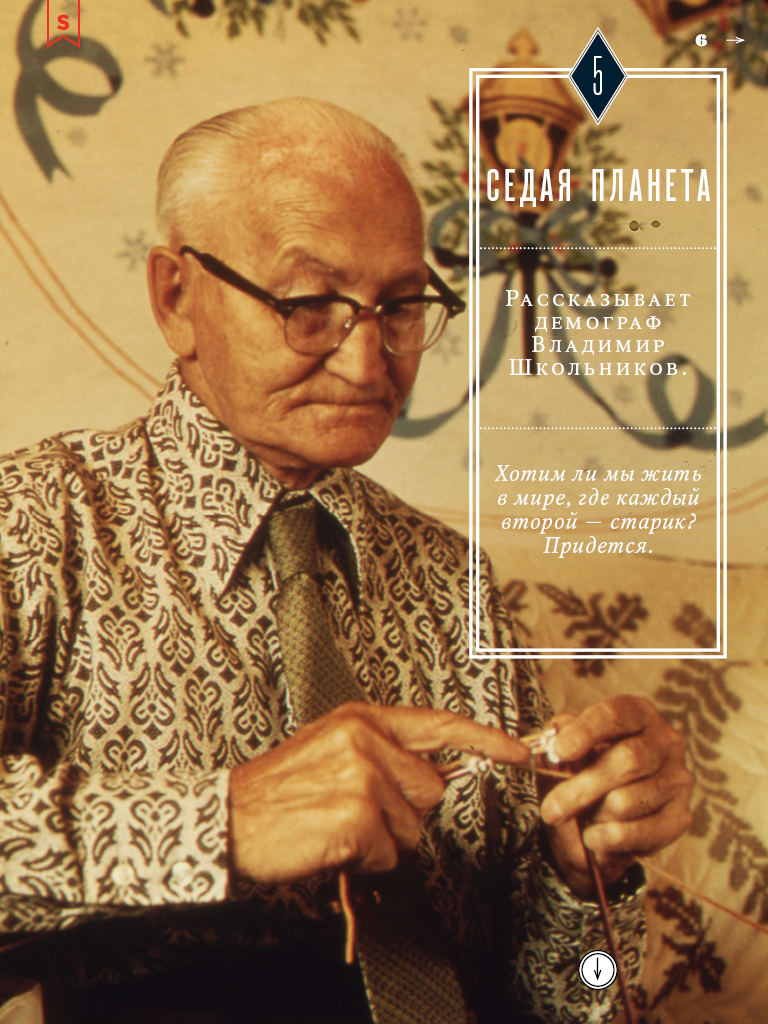 S
6 →
5
СЕДАЯ ПЛАНЕТА
Рассказывает
демограф
Владимир
Школьников.
Хотим ли мы жить
в мире, где каждый
второй — старик?
Придется.